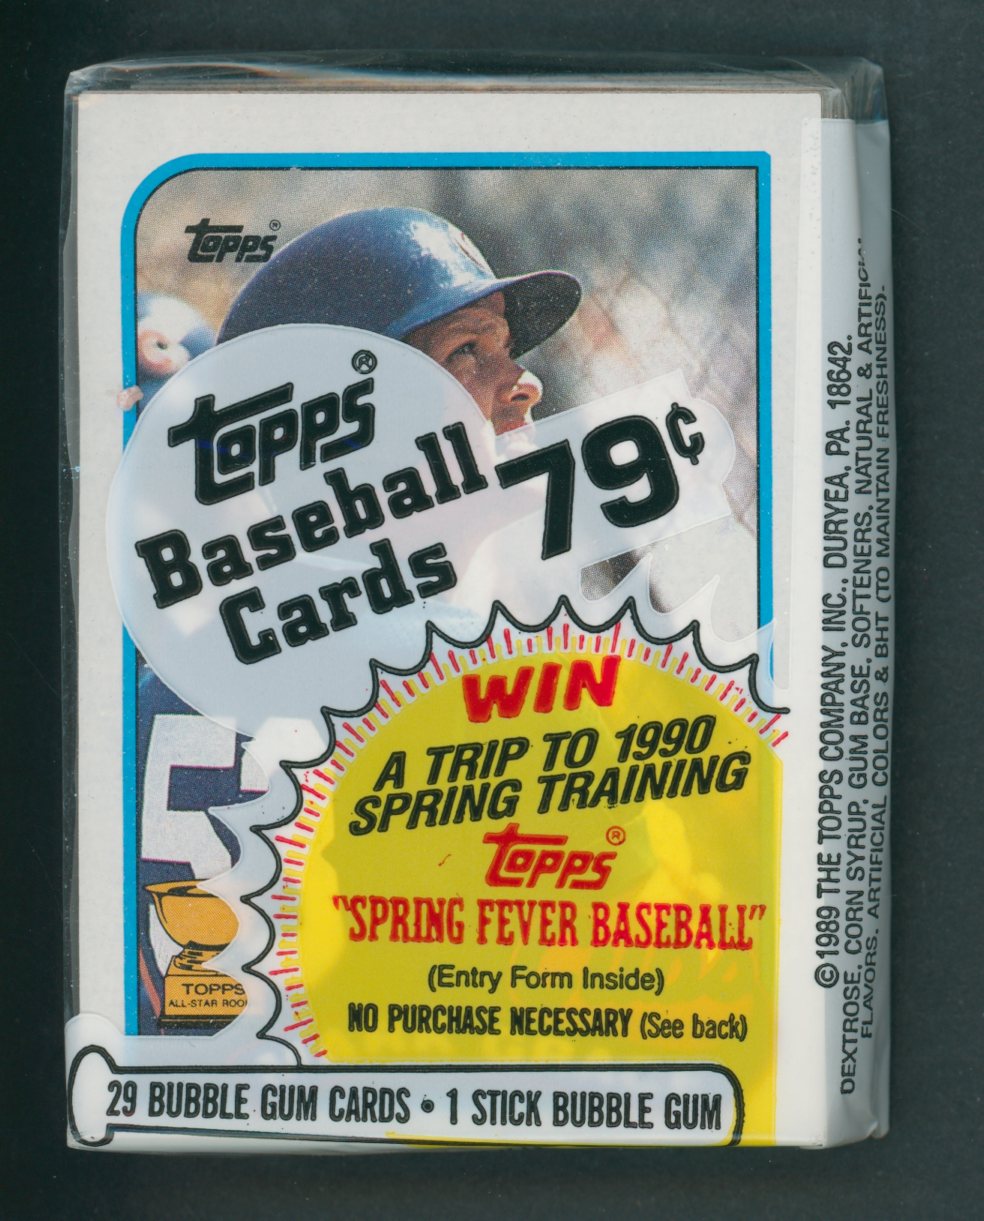 Topps®
Topps®
Baseball
Cards
79¢
WIN
A TRIP TO 1990
SPRING TRAINING
Topps®
"SPRING FEVER BASEBALL"
(Entry Form Inside)
NO PURCHASE NECESSARY (See back)
TOPPS
ALL-STAR ROO
29 BUBBLE GUM CARDS • 1 STICK BUBBLE GUM
©1989 THE TOPPS COMPANY, INC., DURYEA, PA. 18642.
DEXTROSE, CORN SYRUP, GUM BASE, SOFTENERS, NATURAL & ARTIFICIAL
FLAVORS, ARTIFICIAL COLORS & BHT (TO MAINTAIN FRESHNESS).